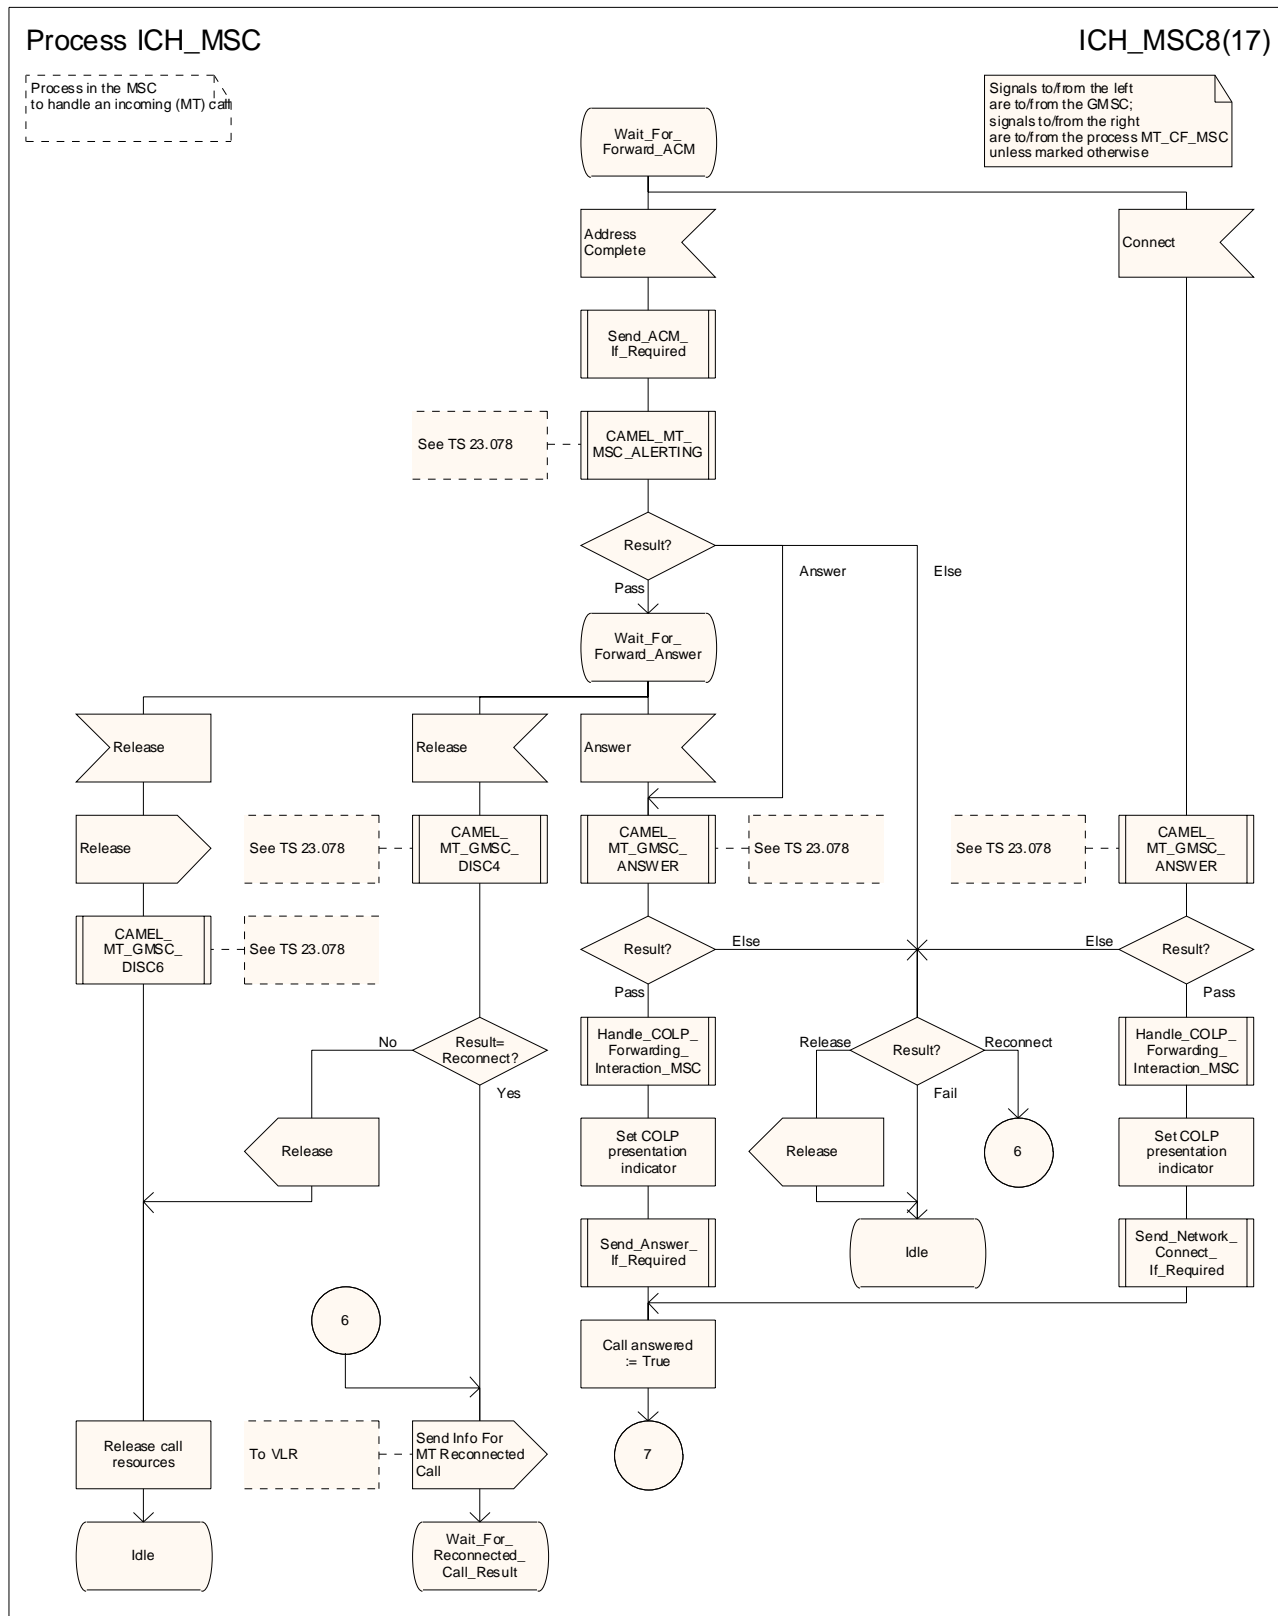 Process ICH_MSC
ICH_MSC8(17)
Process in the MSC
to handle an incoming (MT) call
Signals to/from the left
are to/from the GMSC;
signals to/from the right
are to/from the process MT_CF_MSC
unless marked otherwise
Wait_For_
Forward_ACM
Address
Complete
Connect
Send_ACM_
If_Required
See TS 23.078
CAMEL_MT_
MSC_ALERTING
Result?
Answer
Else
Pass
Wait_For_
Forward_Answer
Release
Release
Answer
Release
See TS 23.078
CAMEL_
MT_GMSC_
DISC4
CAMEL_
MT_GMSC_
ANSWER
See TS 23.078
See TS 23.078
CAMEL_
MT_GMSC_
ANSWER
CAMEL_
MT_GMSC_
DISC6
See TS 23.078
Result?
Else
Else
Result?
Pass
Pass
No
Result=
Reconnect?
Yes
Handle_COLP_
Forwarding_
Interaction_MSC
Release
Result?
Reconnect
Fail
Handle_COLP_
Forwarding_
Interaction_MSC
Release
Set COLP
presentation
indicator
Release
6
Set COLP
presentation
indicator
Send_Answer_
If_Required
Idle
Send_Network_
Connect_
If_Required
6
Call answered
:= True
Release call
resources
To VLR
Send Info For
MT Reconnected
Call
7
Idle
Wait_For_
Reconnected_
Call_Result